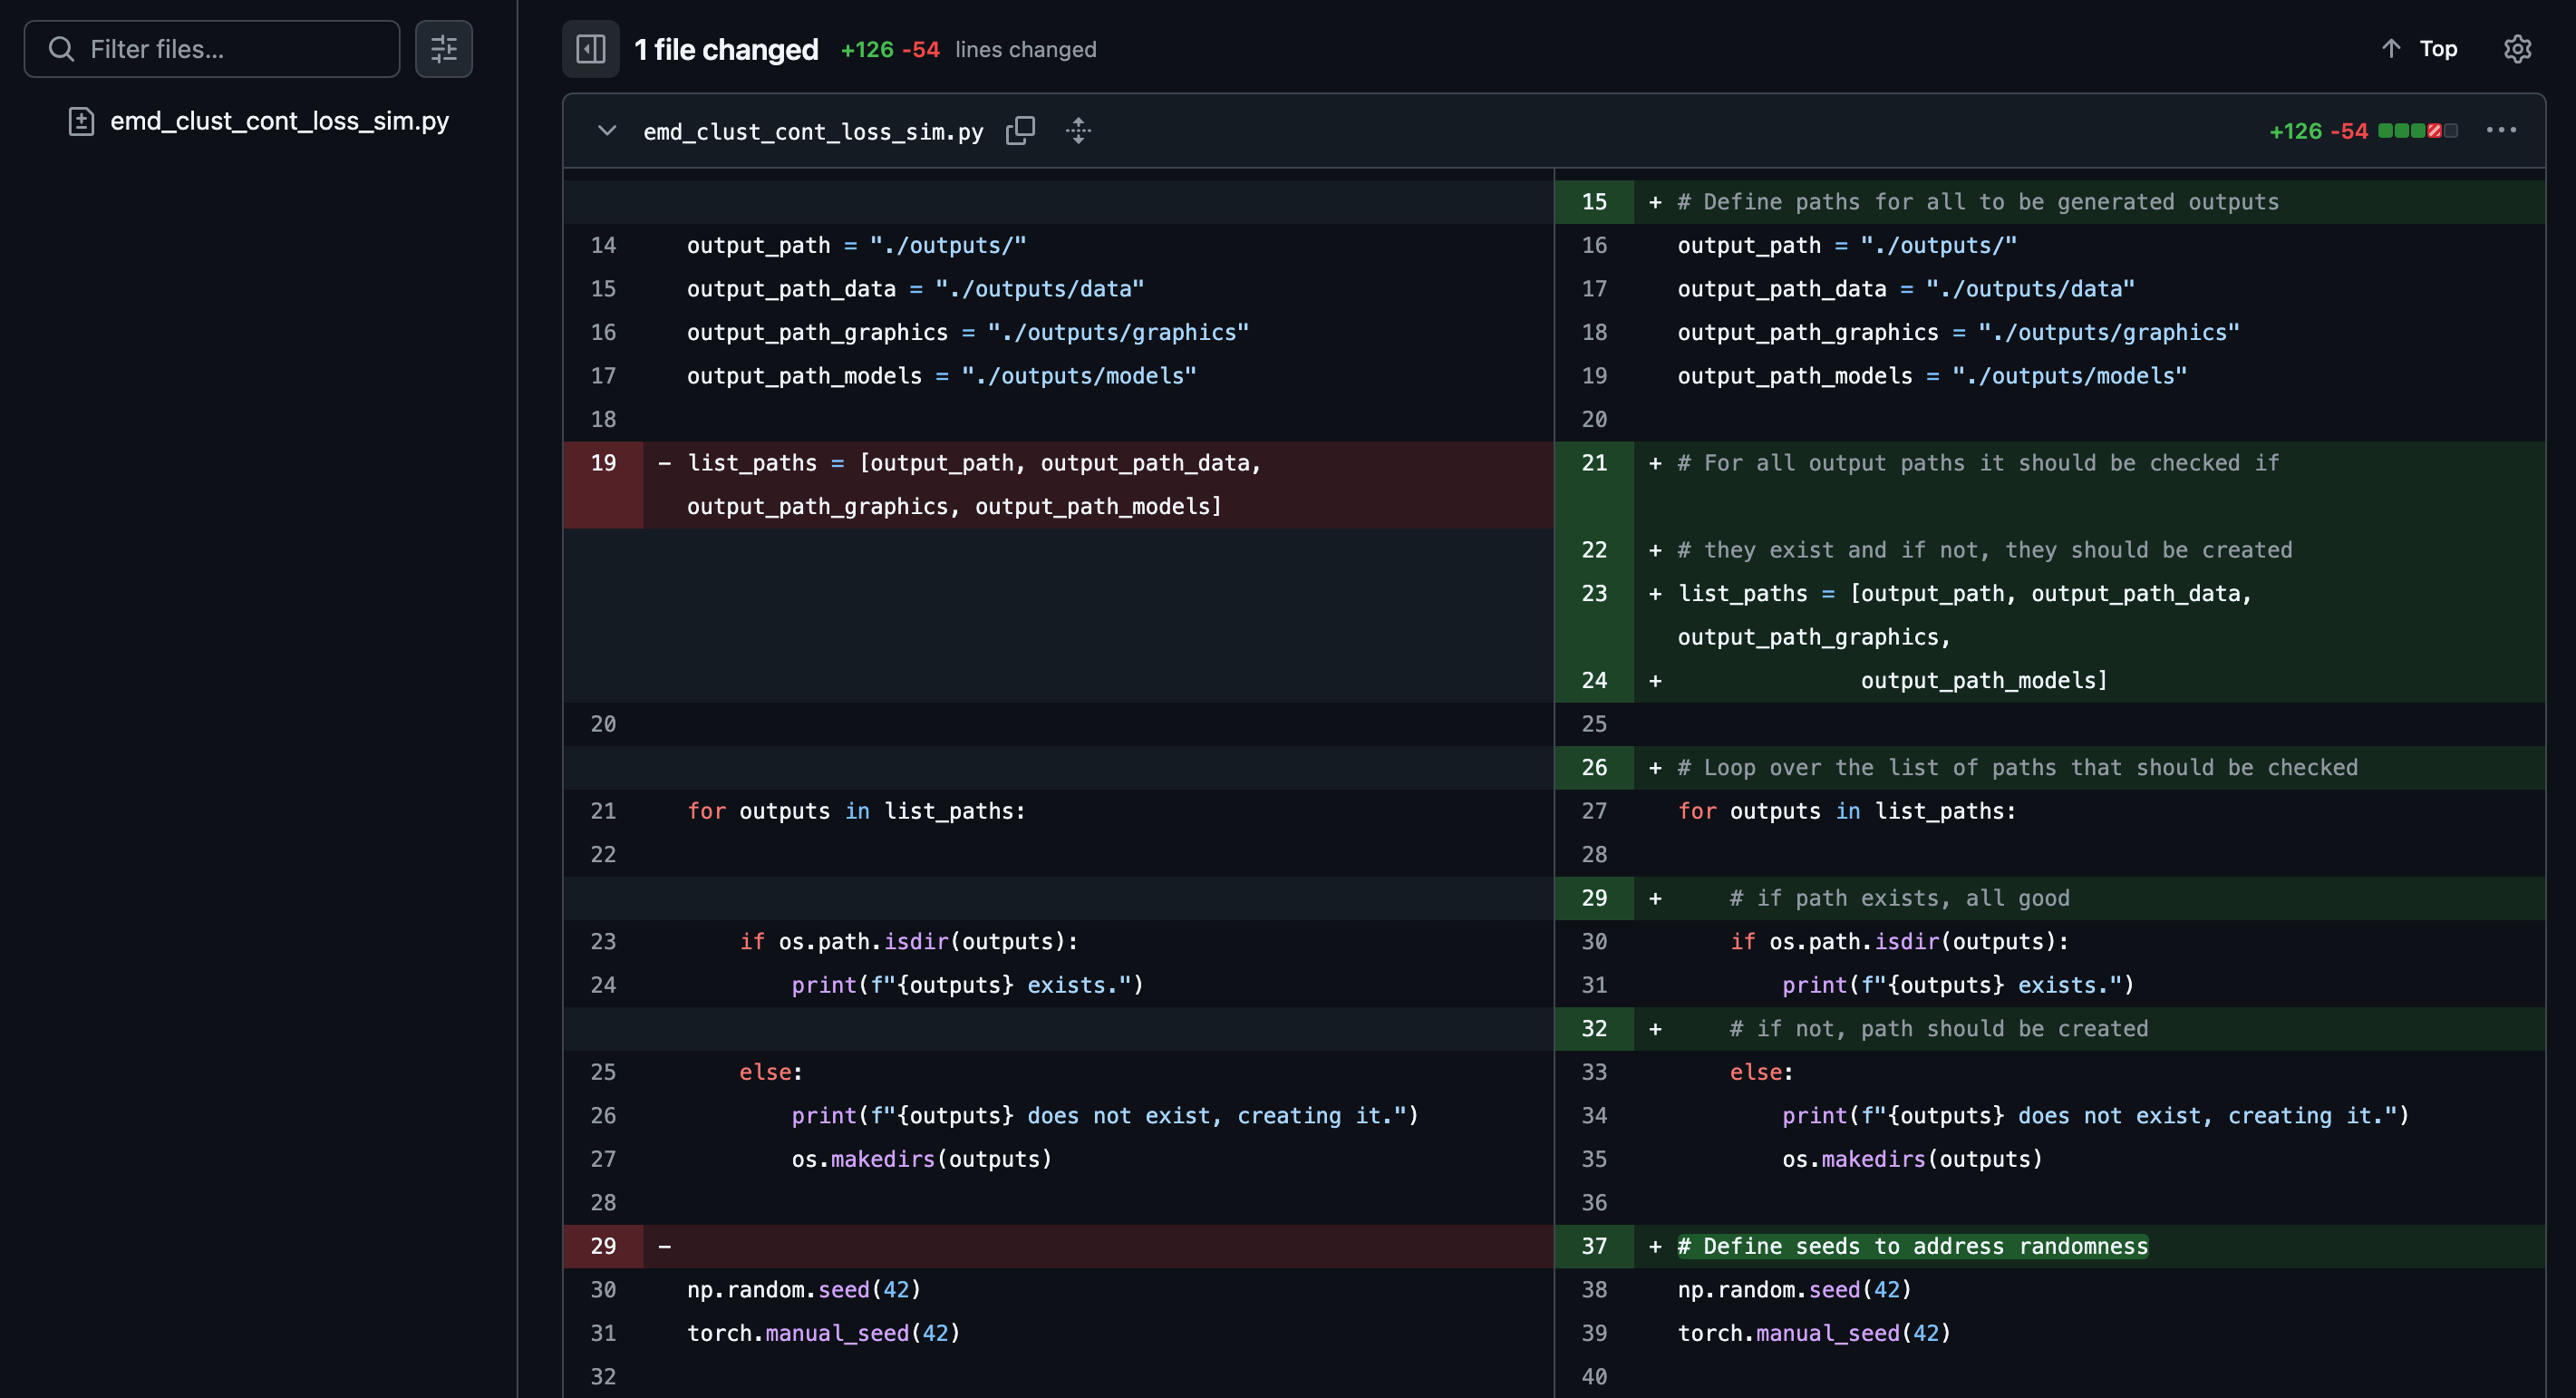 Filter files...
emd_clust_cont_loss_sim.py
1 file changed +126 -54 lines changed
Top
emd_clust_cont_loss_sim.py
+126 -54
15 + # Define paths for all to be generated outputs
14 output_path = "./outputs/" 16 output_path = "./outputs/"
15 output_path_data = "./outputs/data" 17 output_path_data = "./outputs/data"
16 output_path_graphics = "./outputs/graphics" 18 output_path_graphics = "./outputs/graphics"
17 output_path_models = "./outputs/models" 19 output_path_models = "./outputs/models"
18 20
19 - list_paths = [output_path, output_path_data, 21 + # For all output paths it should be checked if
output_path_graphics, output_path_models]
22 + # they exist and if not, they should be created
23 + list_paths = [output_path, output_path_data,
output_path_graphics,
24 + output_path_models]
20 25
26 + # Loop over the list of paths that should be checked
21 for outputs in list_paths: 27 for outputs in list_paths:
22 28
29 + # if path exists, all good
23 if os.path.isdir(outputs): 30 if os.path.isdir(outputs):
24 print(f"{outputs} exists.") 31 print(f"{outputs} exists.")
32 + # if not, path should be created
25 else: 33 else:
26 print(f"{outputs} does not exist, creating it.") 34 print(f"{outputs} does not exist, creating it.")
27 os.makedirs(outputs) 35 os.makedirs(outputs)
28 36
29 - 37 + # Define seeds to address randomness
30 np.random.seed(42) 38 np.random.seed(42)
31 torch.manual_seed(42) 39 torch.manual_seed(42)
32 40